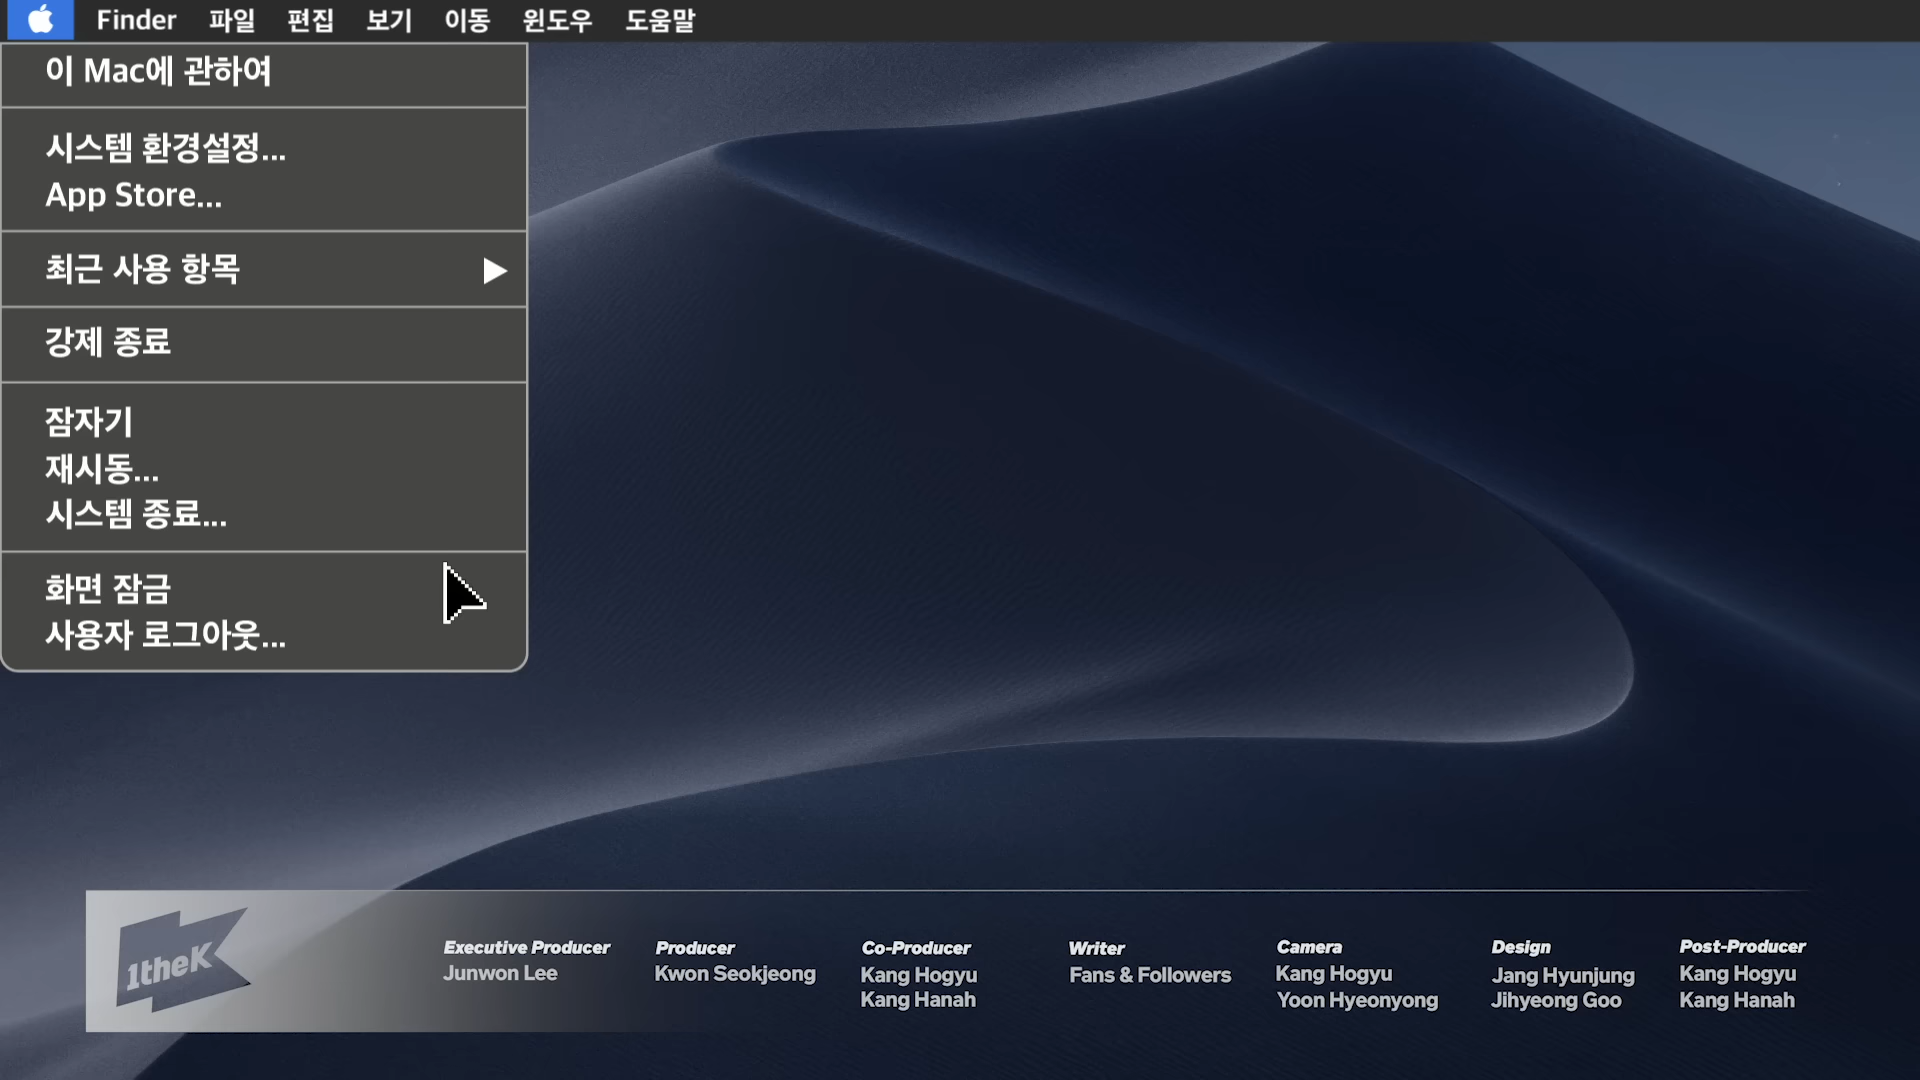 Finder 파일 편집 보기 이동 윈도우 도움말
이 Mac에 관하여
시스템 환경설정...
App Store...
최근 사용 항목
강제 종료
잠자기
재시동...
시스템 종료...
화면 잠금
사용자 로그아웃...
1theK
Executive Producer
Junwon Lee
Producer
Kwon Seokjeong
Co-Producer
Kang Hogyu
Kang Hanah
Writer
Fans & Followers
Camera
Kang Hogyu
Yoon Hyeonyong
Design
Jang Hyunjung
Jihyeong Goo
Post-Producer
Kang Hogyu
Kang Hanah